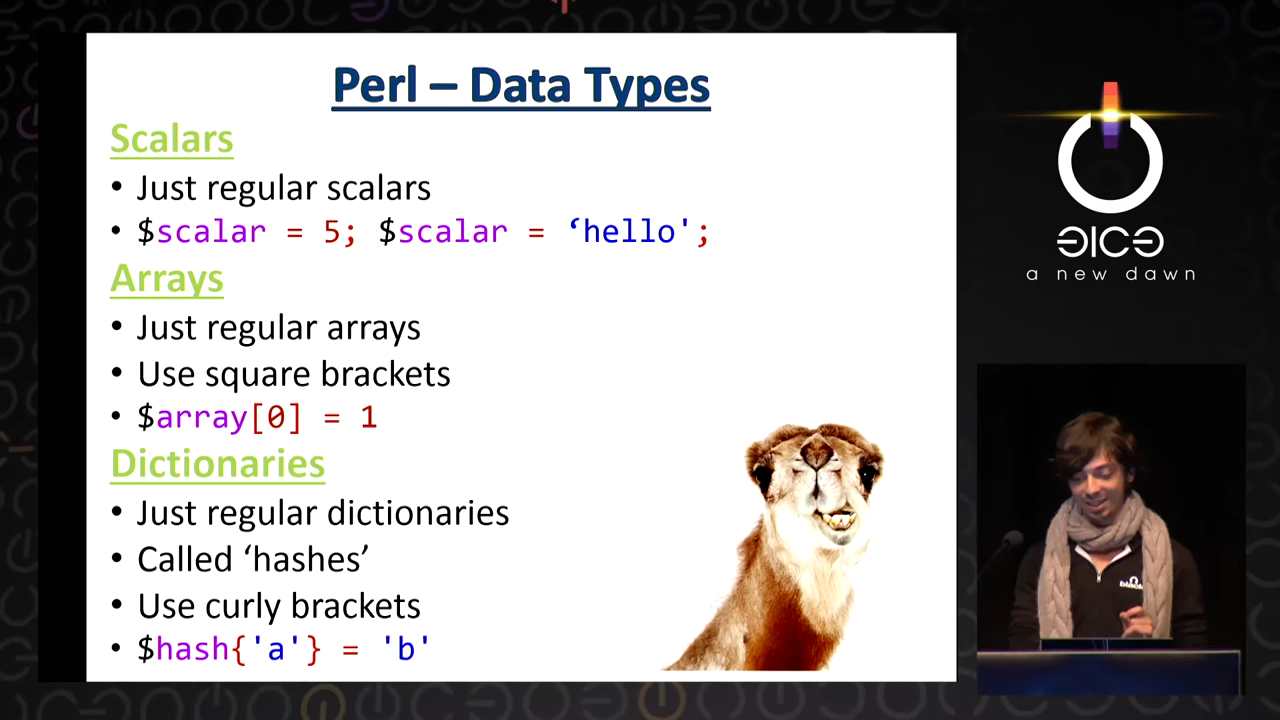 Perl – Data Types
Scalars
• Just regular scalars
• $scalar = 5; $scalar = ‘hello';
Arrays
• Just regular arrays
• Use square brackets
• $array[0] = 1
Dictionaries
• Just regular dictionaries
• Called ‘hashes’
• Use curly brackets
• $hash{'a'} = 'b'
a new dawn